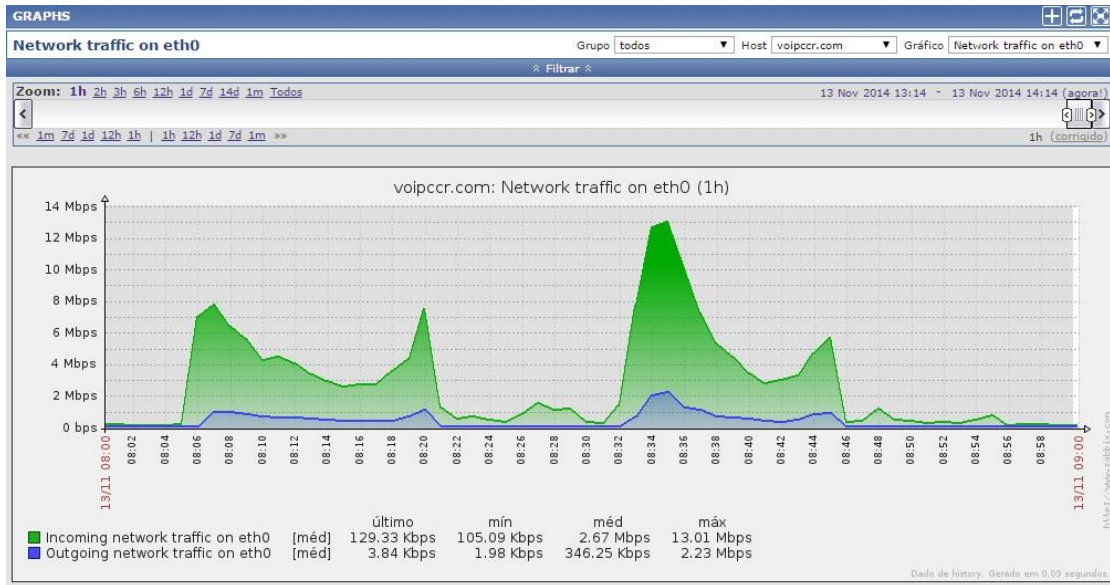 GRAPHS
Network traffic on eth0 Grupo todos Host voipccr.com Gráfico Network traffic on eth0
Filtrar
Zoom: 1h 2h 3h 6h 12h 1d 7d 14d 1m Todos 13 Nov 2014 13:14 - 13 Nov 2014 14:14 (agora!)
«« 1m 7d 1d 12h 1h | 1h 12h 1d 7d 1m »» 1h (corrigido)
voipccr.com: Network traffic on eth0 (1h)
14 Mbps
12 Mbps
10 Mbps
8 Mbps
6 Mbps
4 Mbps
2 Mbps
0 bps
13/11 08:00 08:02 08:04 08:06 08:08 08:10 08:12 08:14 08:16 08:18 08:20 08:22 08:24 08:26 08:28 08:30 08:32 08:34 08:36 08:38 08:40 08:42 08:44 08:46 08:48 08:50 08:52 08:54 08:56 08:58 13/11 09:00
http://www.zabbix.com
último mín méd máx
Incoming network traffic on eth0 [méd] 129.33 Kbps 105.09 Kbps 2.67 Mbps 13.01 Mbps
Outgoing network traffic on eth0 [méd] 3.84 Kbps 1.98 Kbps 346.25 Kbps 2.23 Mbps
Dado de history. Gerado em 0.09 segundos.